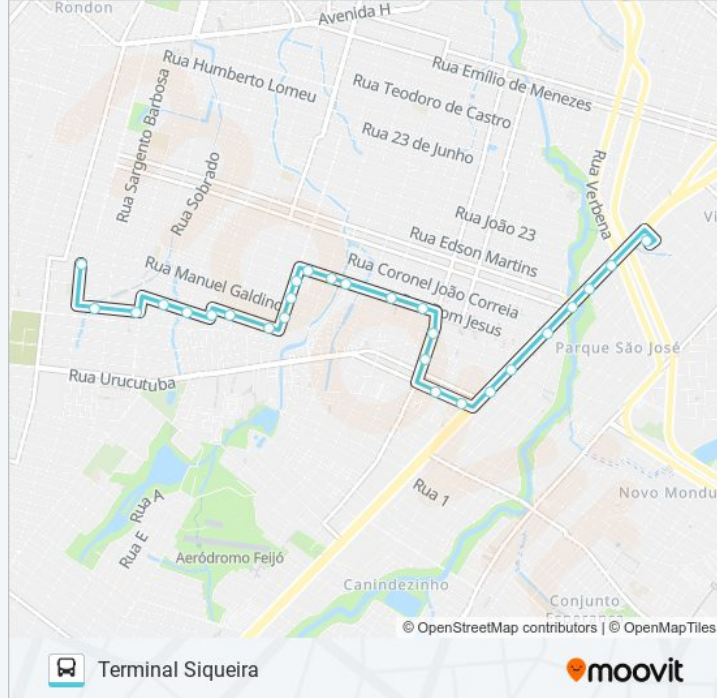 Rondon
Avenida H
Rua Humberto Lomeu
Rua Emílio de Menezes
Rua Teodoro de Castro
Rua Sargento Barbosa
Rua 23 de Junho
Rua Sobrado
Rua Verbena
Rua João 23
Vi
Rua Edson Martins
Rua Manuel Galdino
Rua Coronel João Correia
om Jesus
Parque São José
Rua Urucutuba
Rua 1
Novo Mondu
Rua A
Rua E
Aeródromo Feijó
Canindezinho
Conjunto
Esperança
© OpenStreetMap contributors | © OpenMapTiles
Terminal Siqueira
moovit